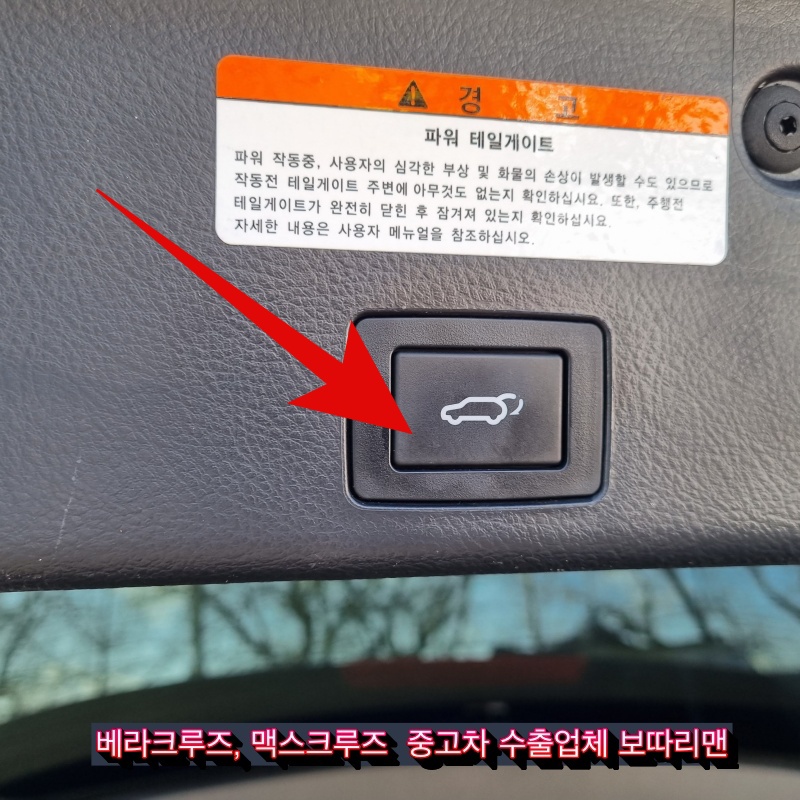 경 고
파워 테일게이트
파워 작동중, 사용자의 심각한 부상 및 화물의 손상이 발생할 수도 있으므로
작동전 테일게이트 주변에 아무것도 없는지 확인하십시요. 또한, 주행전
테일게이트가 완전히 닫힌 후 잠겨져 있는지 확인하십시요.
자세한 내용은 사용자 메뉴얼을 참조하십시오.
베라크루즈, 맥스크루즈 중고차 수출업체 보따리맨